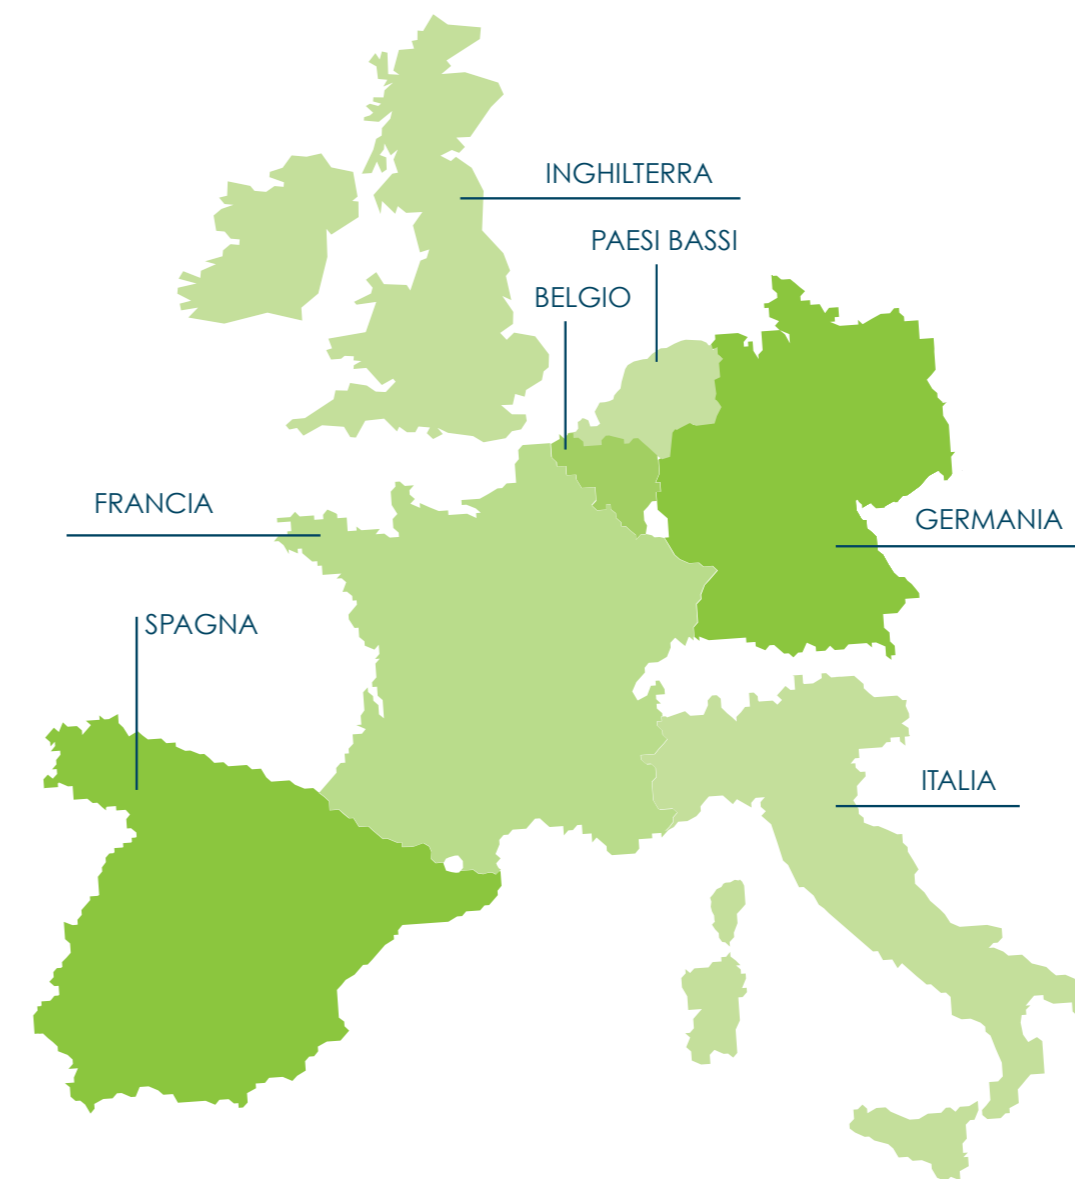 INGHILTERRA
PAESI BASSI
BELGIO
FRANCIA
GERMANIA
SPAGNA
ITALIA